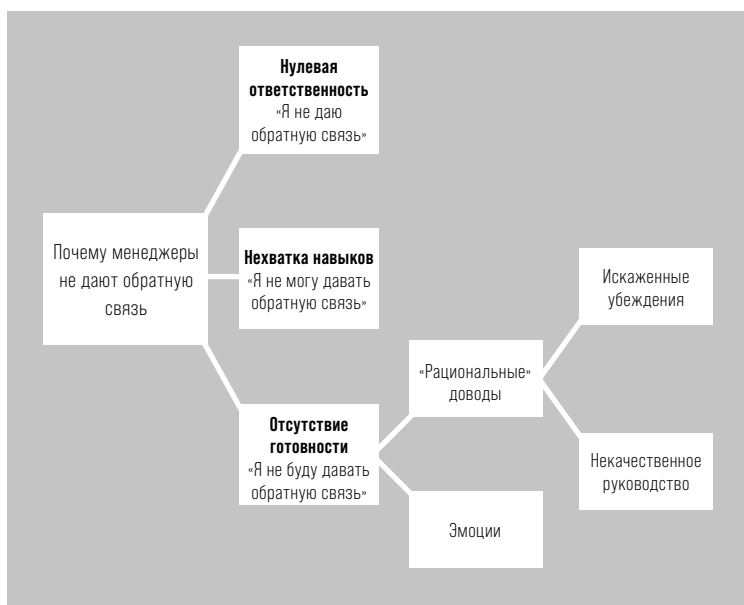 Нулевая
ответственность
«Я не даю
обратную связь»
Почему менеджеры
не дают обратную
связь
Нехватка навыков
«Я не могу давать
обратную связь»
Искаженные
убеждения
«Рациональные»
доводы
Отсутствие
готовности
«Я не буду давать
обратную связь»
Некачественное
руководство
Эмоции